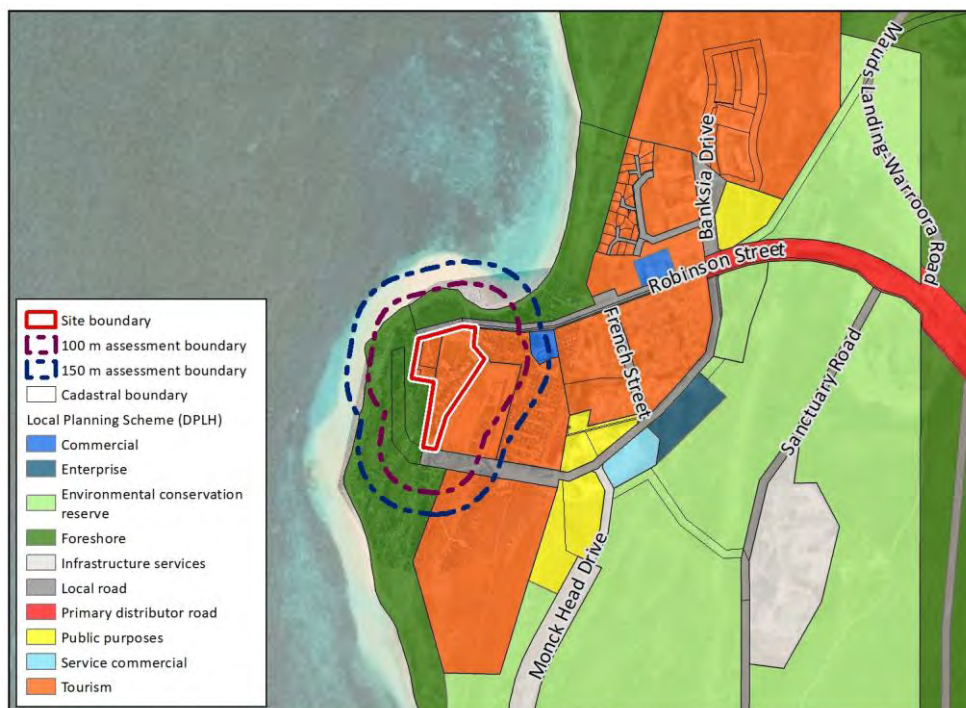 Site boundary
100 m assessment boundary
150 m assessment boundary
Cadastral boundary
Local Planning Scheme (DPLH)
Commercial
Enterprise
Environmental conservation
reserve
Foreshore
Infrastructure services
Local road
Primary distributor road
Public purposes
Service commercial
Tourism
Mauds Landing-Warroora Road
Banksia Drive
Robinson Street
French Street
Sanctuary Road
Monck Head Drive